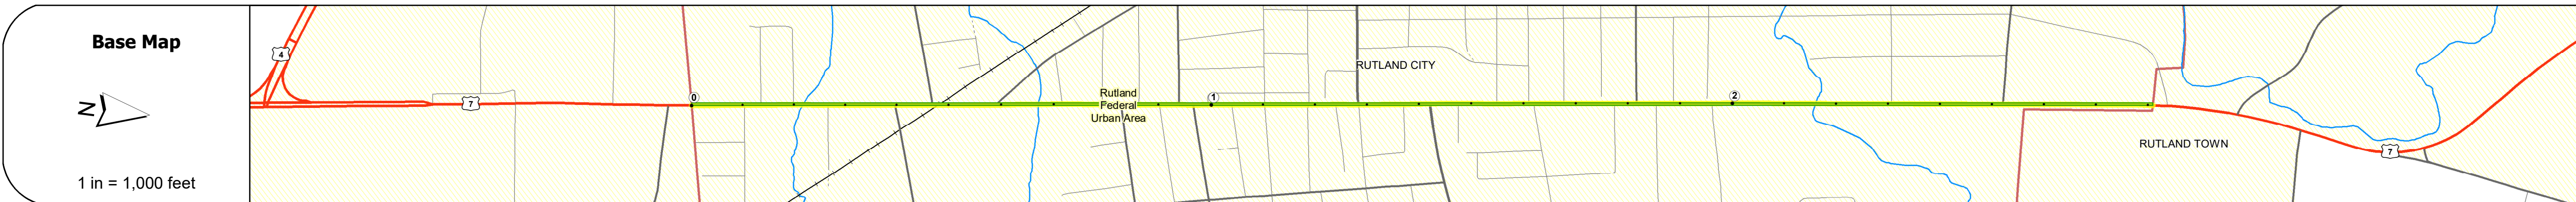 Base Map
N
1 in = 1,000 feet
4
7
0
Rutland
Federal
Urban Area
1
RUTLAND CITY
2
RUTLAND TOWN
7